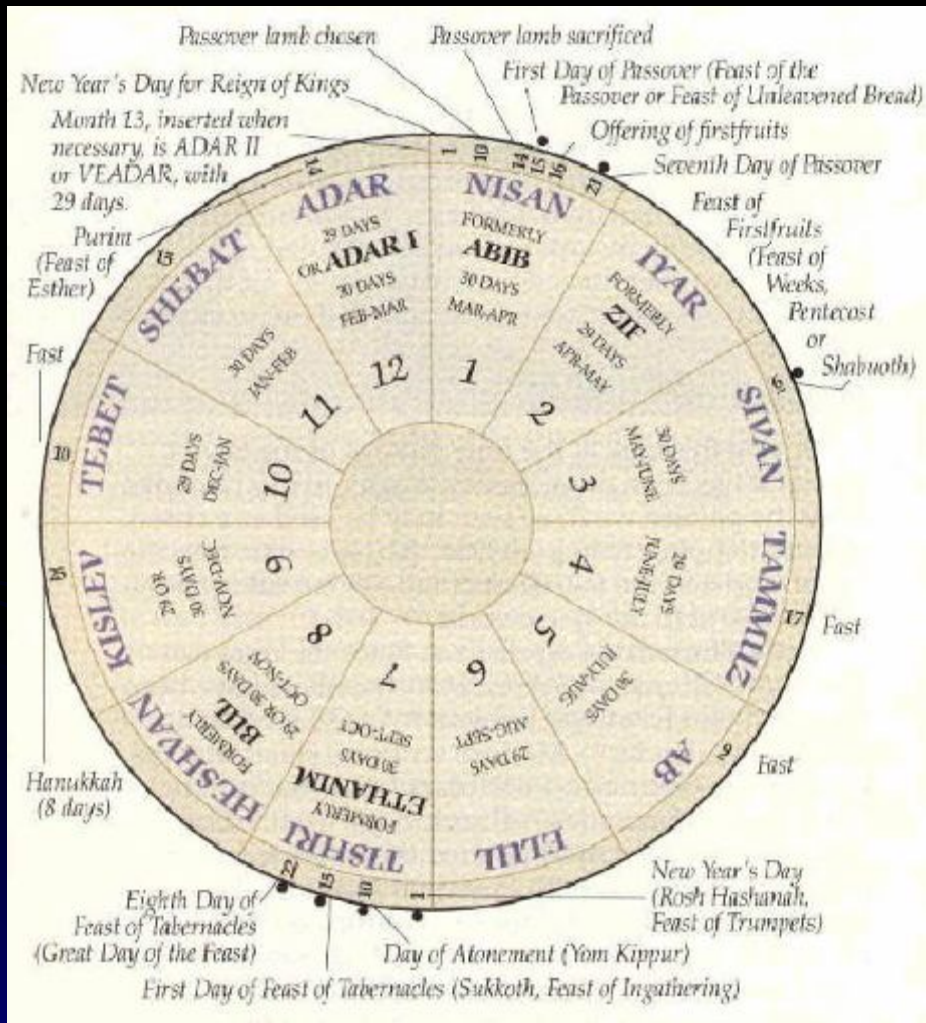 Passover lamb chosen
Passover lamb sacrificed
New Year's Day for Reign of Kings
First Day of Passover (Feast of the
Passover or Feast of Unleavened Bread)
Month 13, inserted when
necessary, is ADAR II
or VEADAR, with
29 days.
Offering of firstfruits
Seventh Day of Passover
Purim
(Feast of
Esther)
Feast of
Firstfruits
(Feast of
Weeks,
Pentecost
or
Shabuoth)
Fast
1
10
14
15
16
21
NISAN
FORMERLY
ABIB
30 DAYS
MAR-APR
1
IYAR
FORMERLY
ZIF
29 DAYS
APR-MAY
2
SIVAN
30 DAYS
MAY-JUNE
3
TAMMUZ
17
Fast
29 DAYS
JUNE-JULY
4
AB
9
Fast
30 DAYS
JULY-AUG
5
ELUL
29 DAYS
AUG-SEPT
6
TISHRI
1
10
15
22
FORMERLY
ETHANIM
30 DAYS
SEPT-OCT
7
HESHVAN
FORMERLY
BUL
29 OR 30 DAYS
OCT-NOV
8
KISLEV
29 OR
30 DAYS
NOV-DEC
9
TEBET
10
29 DAYS
DEC-JAN
10
SHEBAT
30 DAYS
JAN-FEB
11
ADAR
14
29 DAYS
OR ADAR I
30 DAYS
FEB-MAR
12
Hanukkah
(8 days)
New Year's Day
(Rosh Hashanah,
Feast of Trumpets)
Eighth Day of
Feast of Tabernacles
(Great Day of the Feast)
Day of Atonement (Yom Kippur)
First Day of Feast of Tabernacles (Sukkoth, Feast of Ingathering)